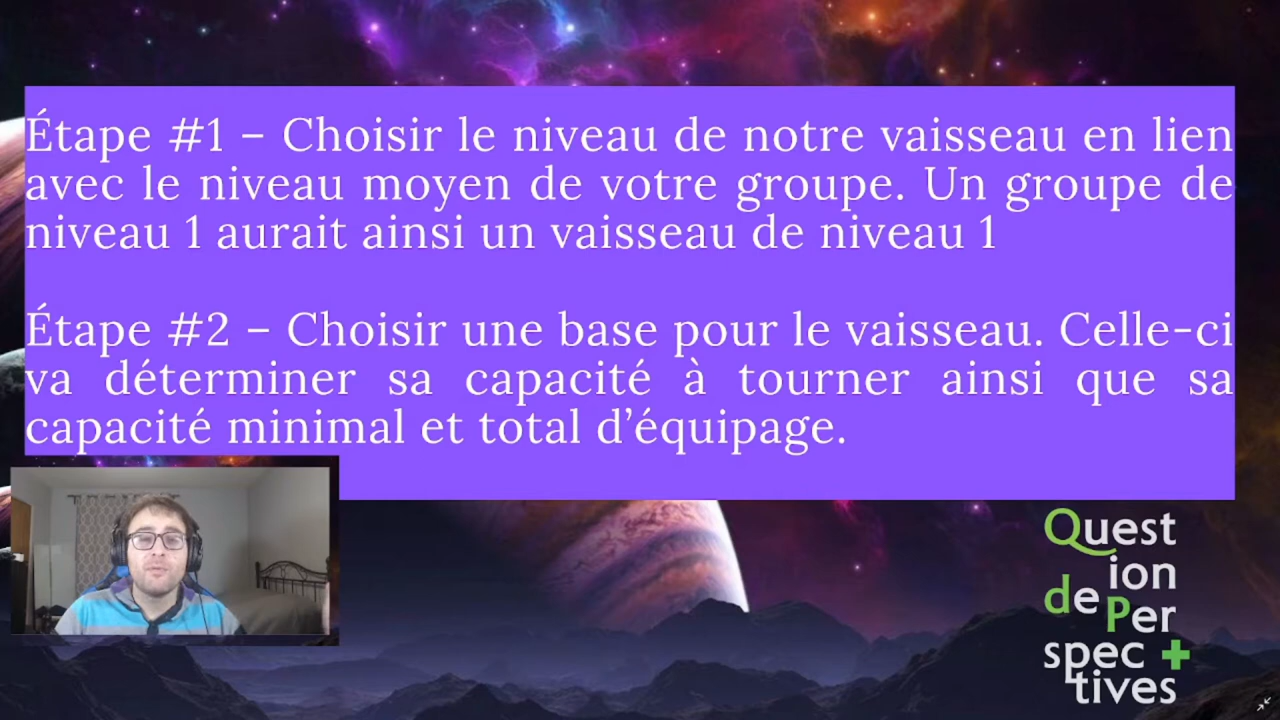 Étape #1 – Choisir le niveau de notre vaisseau en lien
avec le niveau moyen de votre groupe. Un groupe de
niveau 1 aurait ainsi un vaisseau de niveau 1
Étape #2 – Choisir une base pour le vaisseau. Celle-ci
va déterminer sa capacité à tourner ainsi que sa
capacité minimal et total d’équipage.
Quest
ion
de Per
spec +
tives